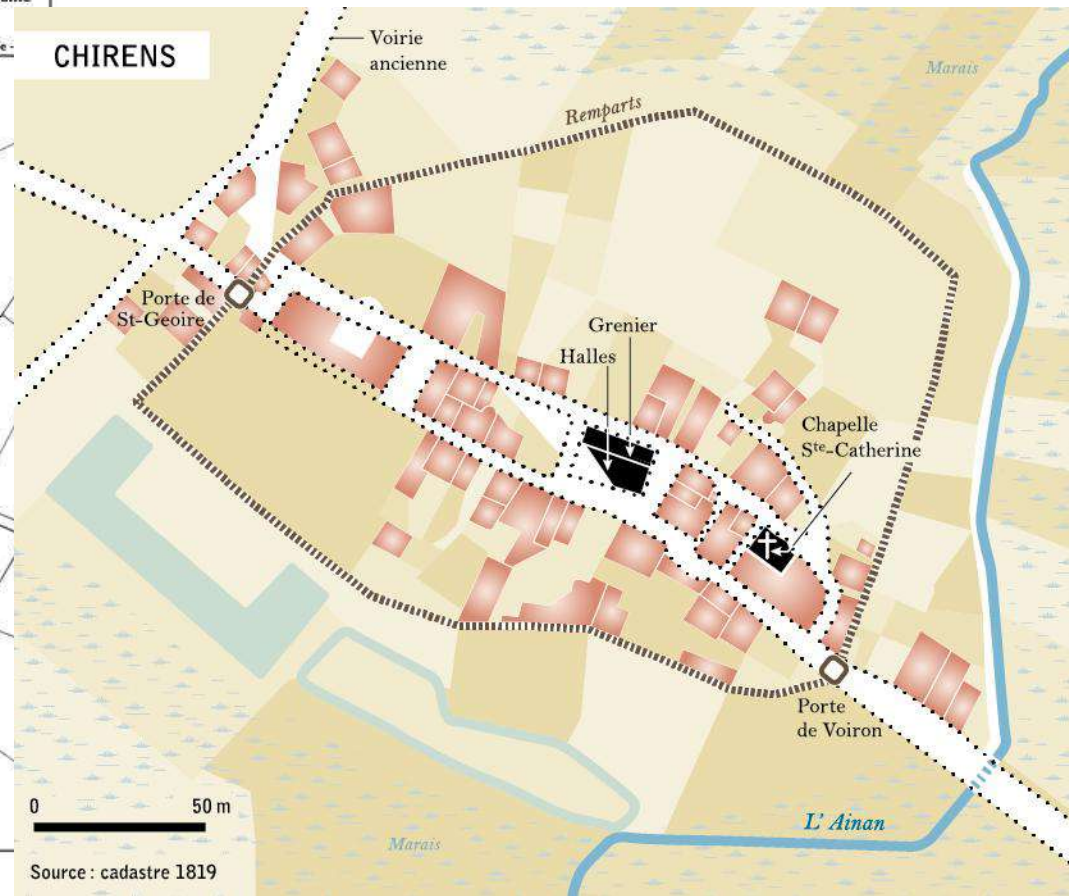 CHIRENS
Voirie
ancienne
Marais
Remparts
Porte de
St-Geoire
Grenier
Halles
Chapelle
Ste-Catherine
Porte
de Voiron
0 50 m
L' Ainan
Marais
Source : cadastre 1819